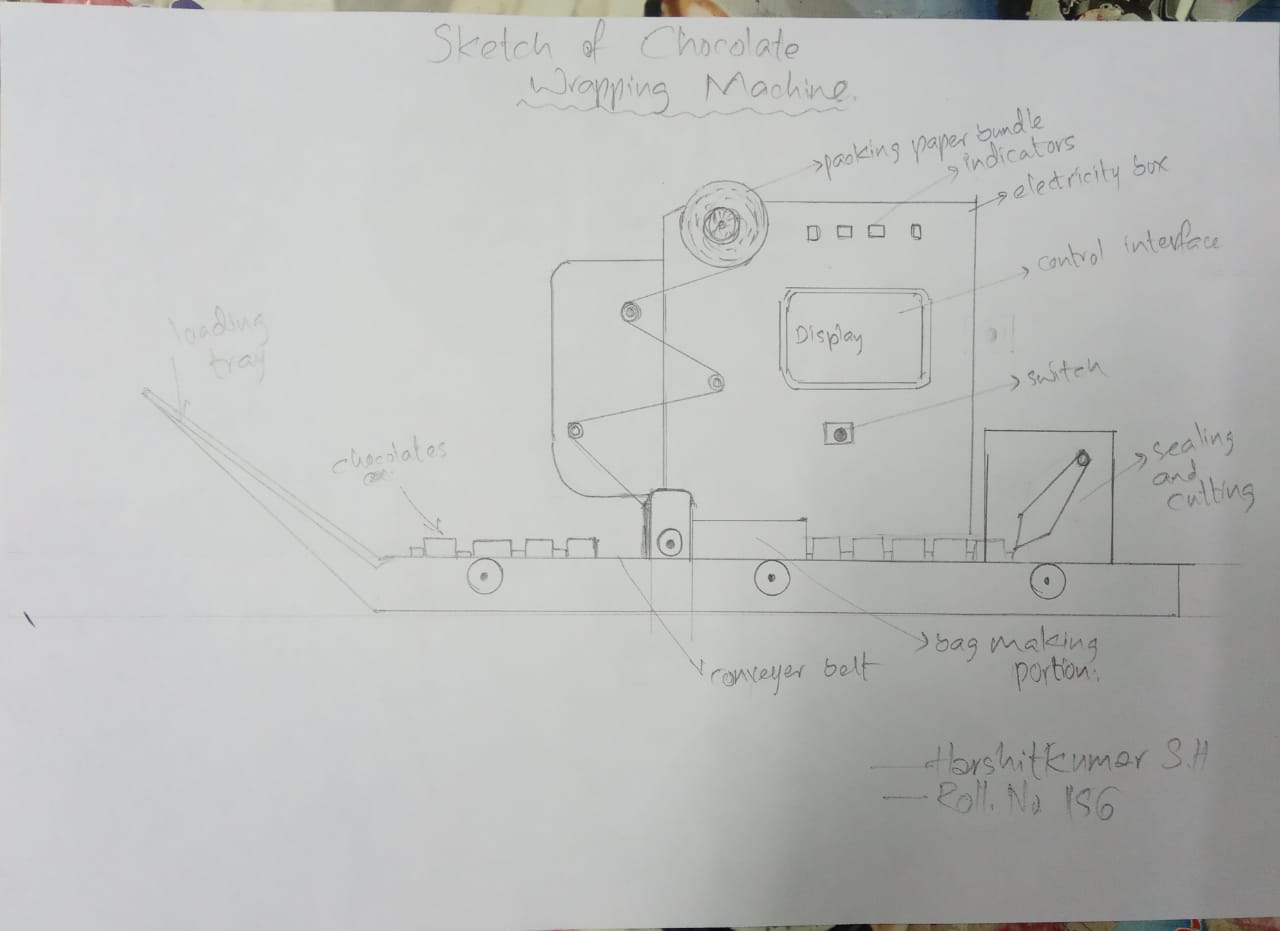 Sketch of Chocolate
Wrapping Machine.
packing paper bundle
indicators
electricity box
control interface
Display
switch
loading
tray
chocolates
sealing
and
cutting
bag making
portion.
conveyer belt
Harshitkumar S.H
Roll. No 156